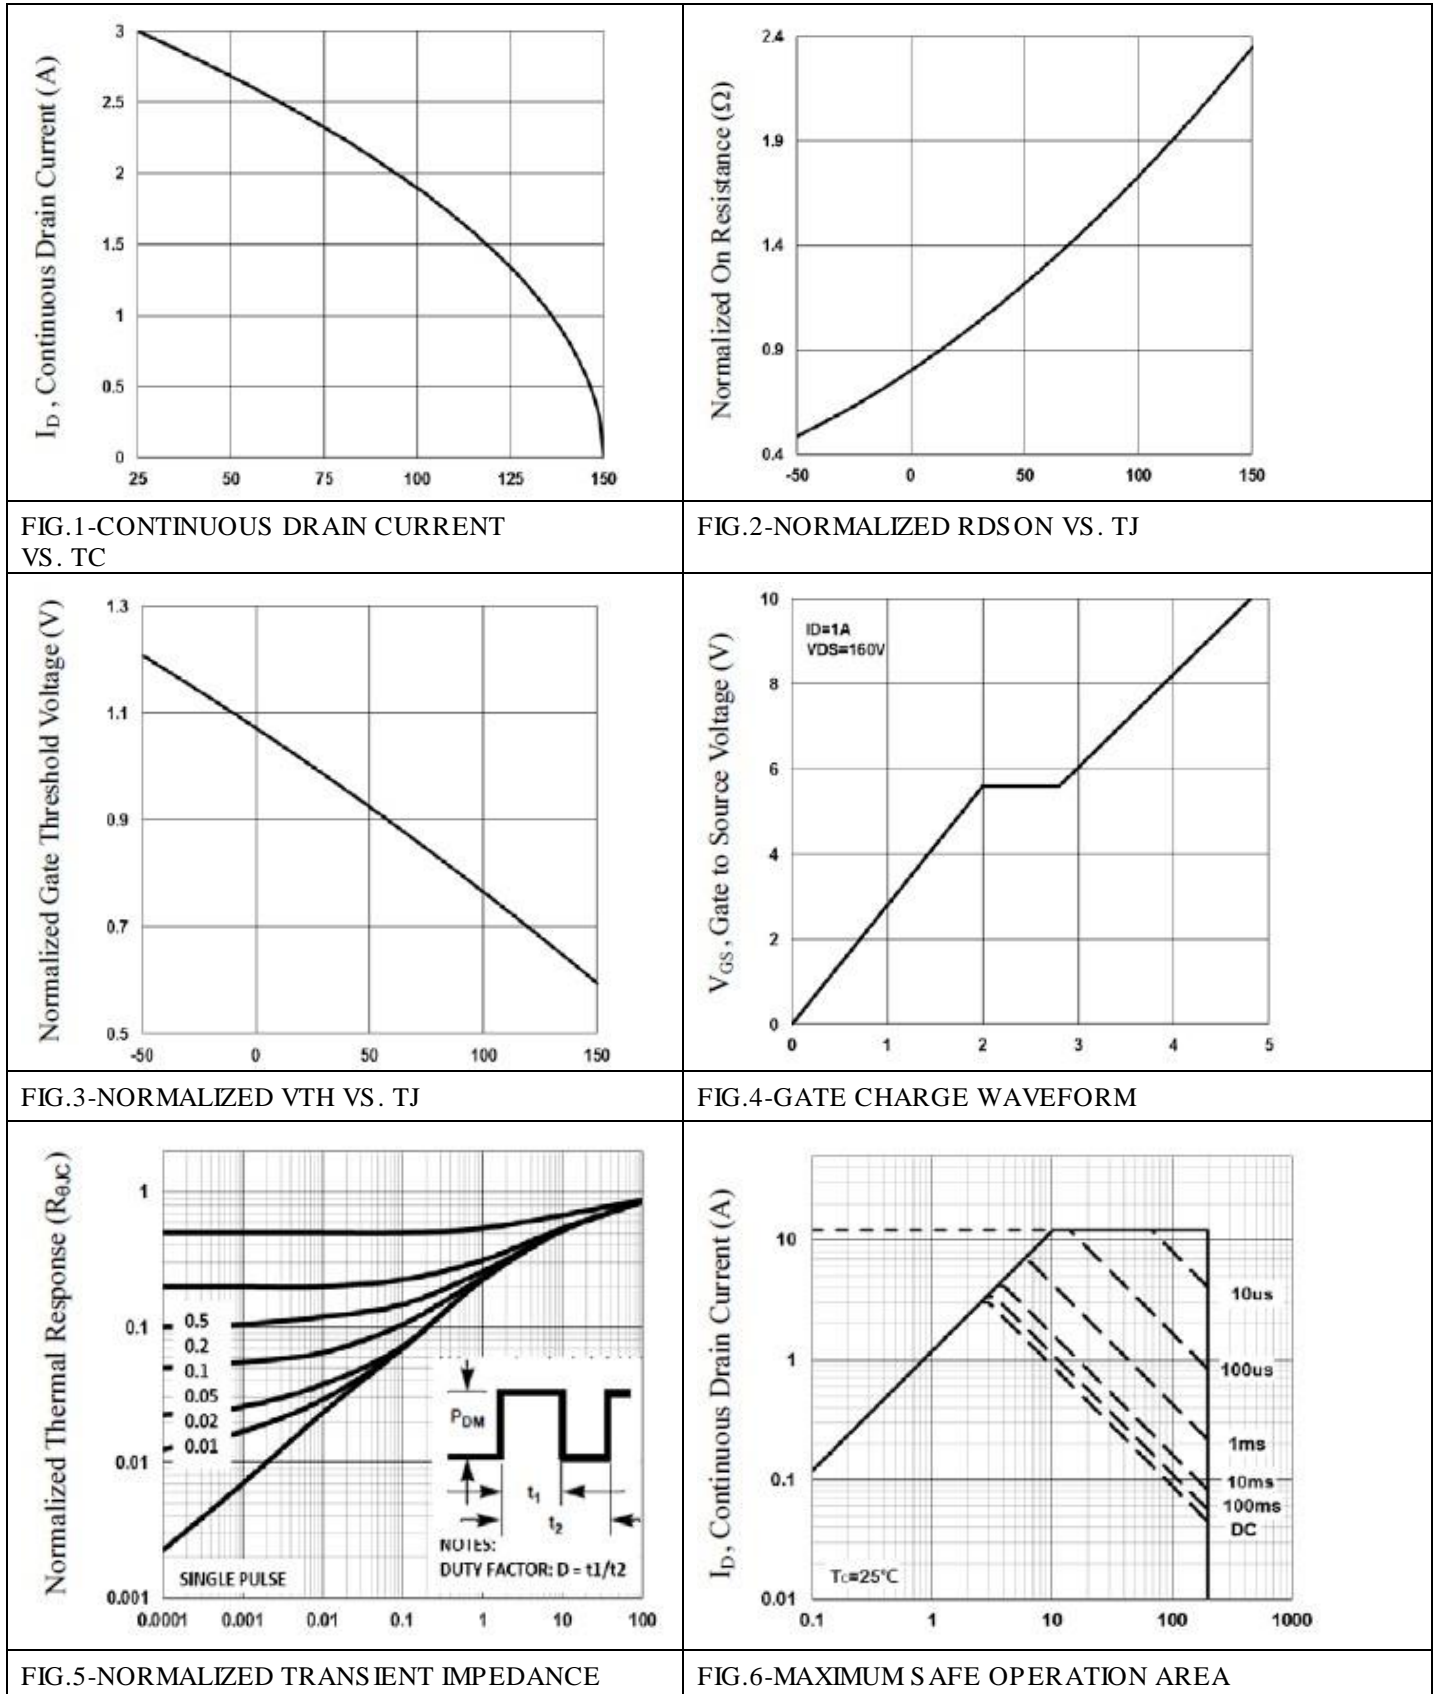 I_D, Continuous Drain Current (A)
3
2.5
2
1.5
1
0.5
0
25 50 75 100 125 150
FIG.1-CONTINUOUS DRAIN CURRENT
VS. TC
Normalized On Resistance (Ω)
2.4
1.9
1.4
0.9
0.4
-50 0 50 100 150
FIG.2-NORMALIZED RDSON VS. TJ
Normalized Gate Threshold Voltage (V)
1.3
1.1
0.9
0.7
0.5
-50 0 50 100 150
FIG.3-NORMALIZED VTH VS. TJ
V_GS, Gate to Source Voltage (V)
10
8
6
4
2
0
ID=1A
VDS=160V
0 1 2 3 4 5
FIG.4-GATE CHARGE WAVEFORM
Normalized Thermal Response (R_θJC)
1
0.1
0.01
0.001
0.5
0.2
0.1
0.05
0.02
0.01
SINGLE PULSE
P_DM
t_1
t_2
NOTES:
DUTY FACTOR: D = t1/t2
0.0001 0.001 0.01 0.1 1 10 100
FIG.5-NORMALIZED TRANSIENT IMPEDANCE
I_D, Continuous Drain Current (A)
10
1
0.1
0.01
10us
100us
1ms
10ms
100ms
DC
Tc=25°C
0.1 1 10 100 1000
FIG.6-MAXIMUM SAFE OPERATION AREA